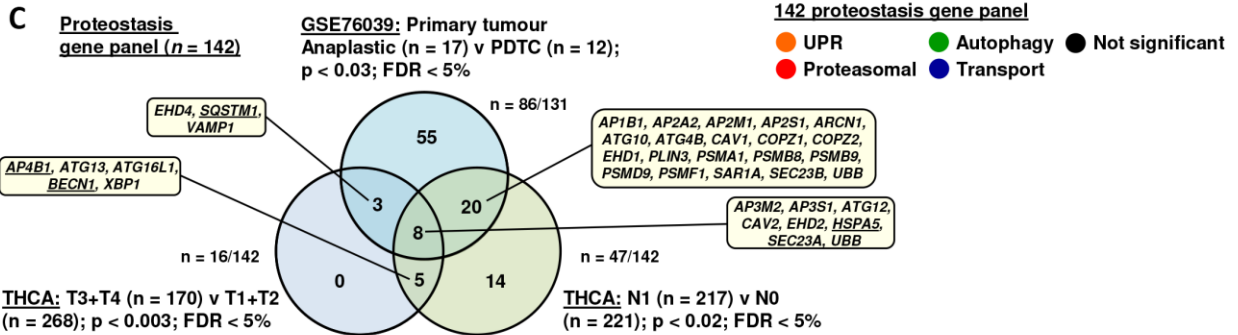 C
Proteostasis
gene panel (n = 142)
GSE76039: Primary tumour
Anaplastic (n = 17) v PDTC (n = 12);
p < 0.03; FDR < 5%
142 proteostasis gene panel
UPR
Autophagy
Not significant
Proteasomal
Transport
n = 86/131
EHD4, SQSTM1,
VAMP1
AP4B1, ATG13, ATG16L1,
BECN1, XBP1
AP1B1, AP2A2, AP2M1, AP2S1, ARCN1,
ATG10, ATG4B, CAV1, COPZ1, COPZ2,
EHD1, PLIN3, PSMA1, PSMB8, PSMB9,
PSMD9, PSMF1, SAR1A, SEC23B, UBB
AP3M2, AP3S1, ATG12,
CAV2, EHD2, HSPA5,
SEC23A, UBB
55
3
20
8
0
5
14
n = 16/142
n = 47/142
THCA: T3+T4 (n = 170) v T1+T2
(n = 268); p < 0.003; FDR < 5%
THCA: N1 (n = 217) v N0
(n = 221); p < 0.02; FDR < 5%